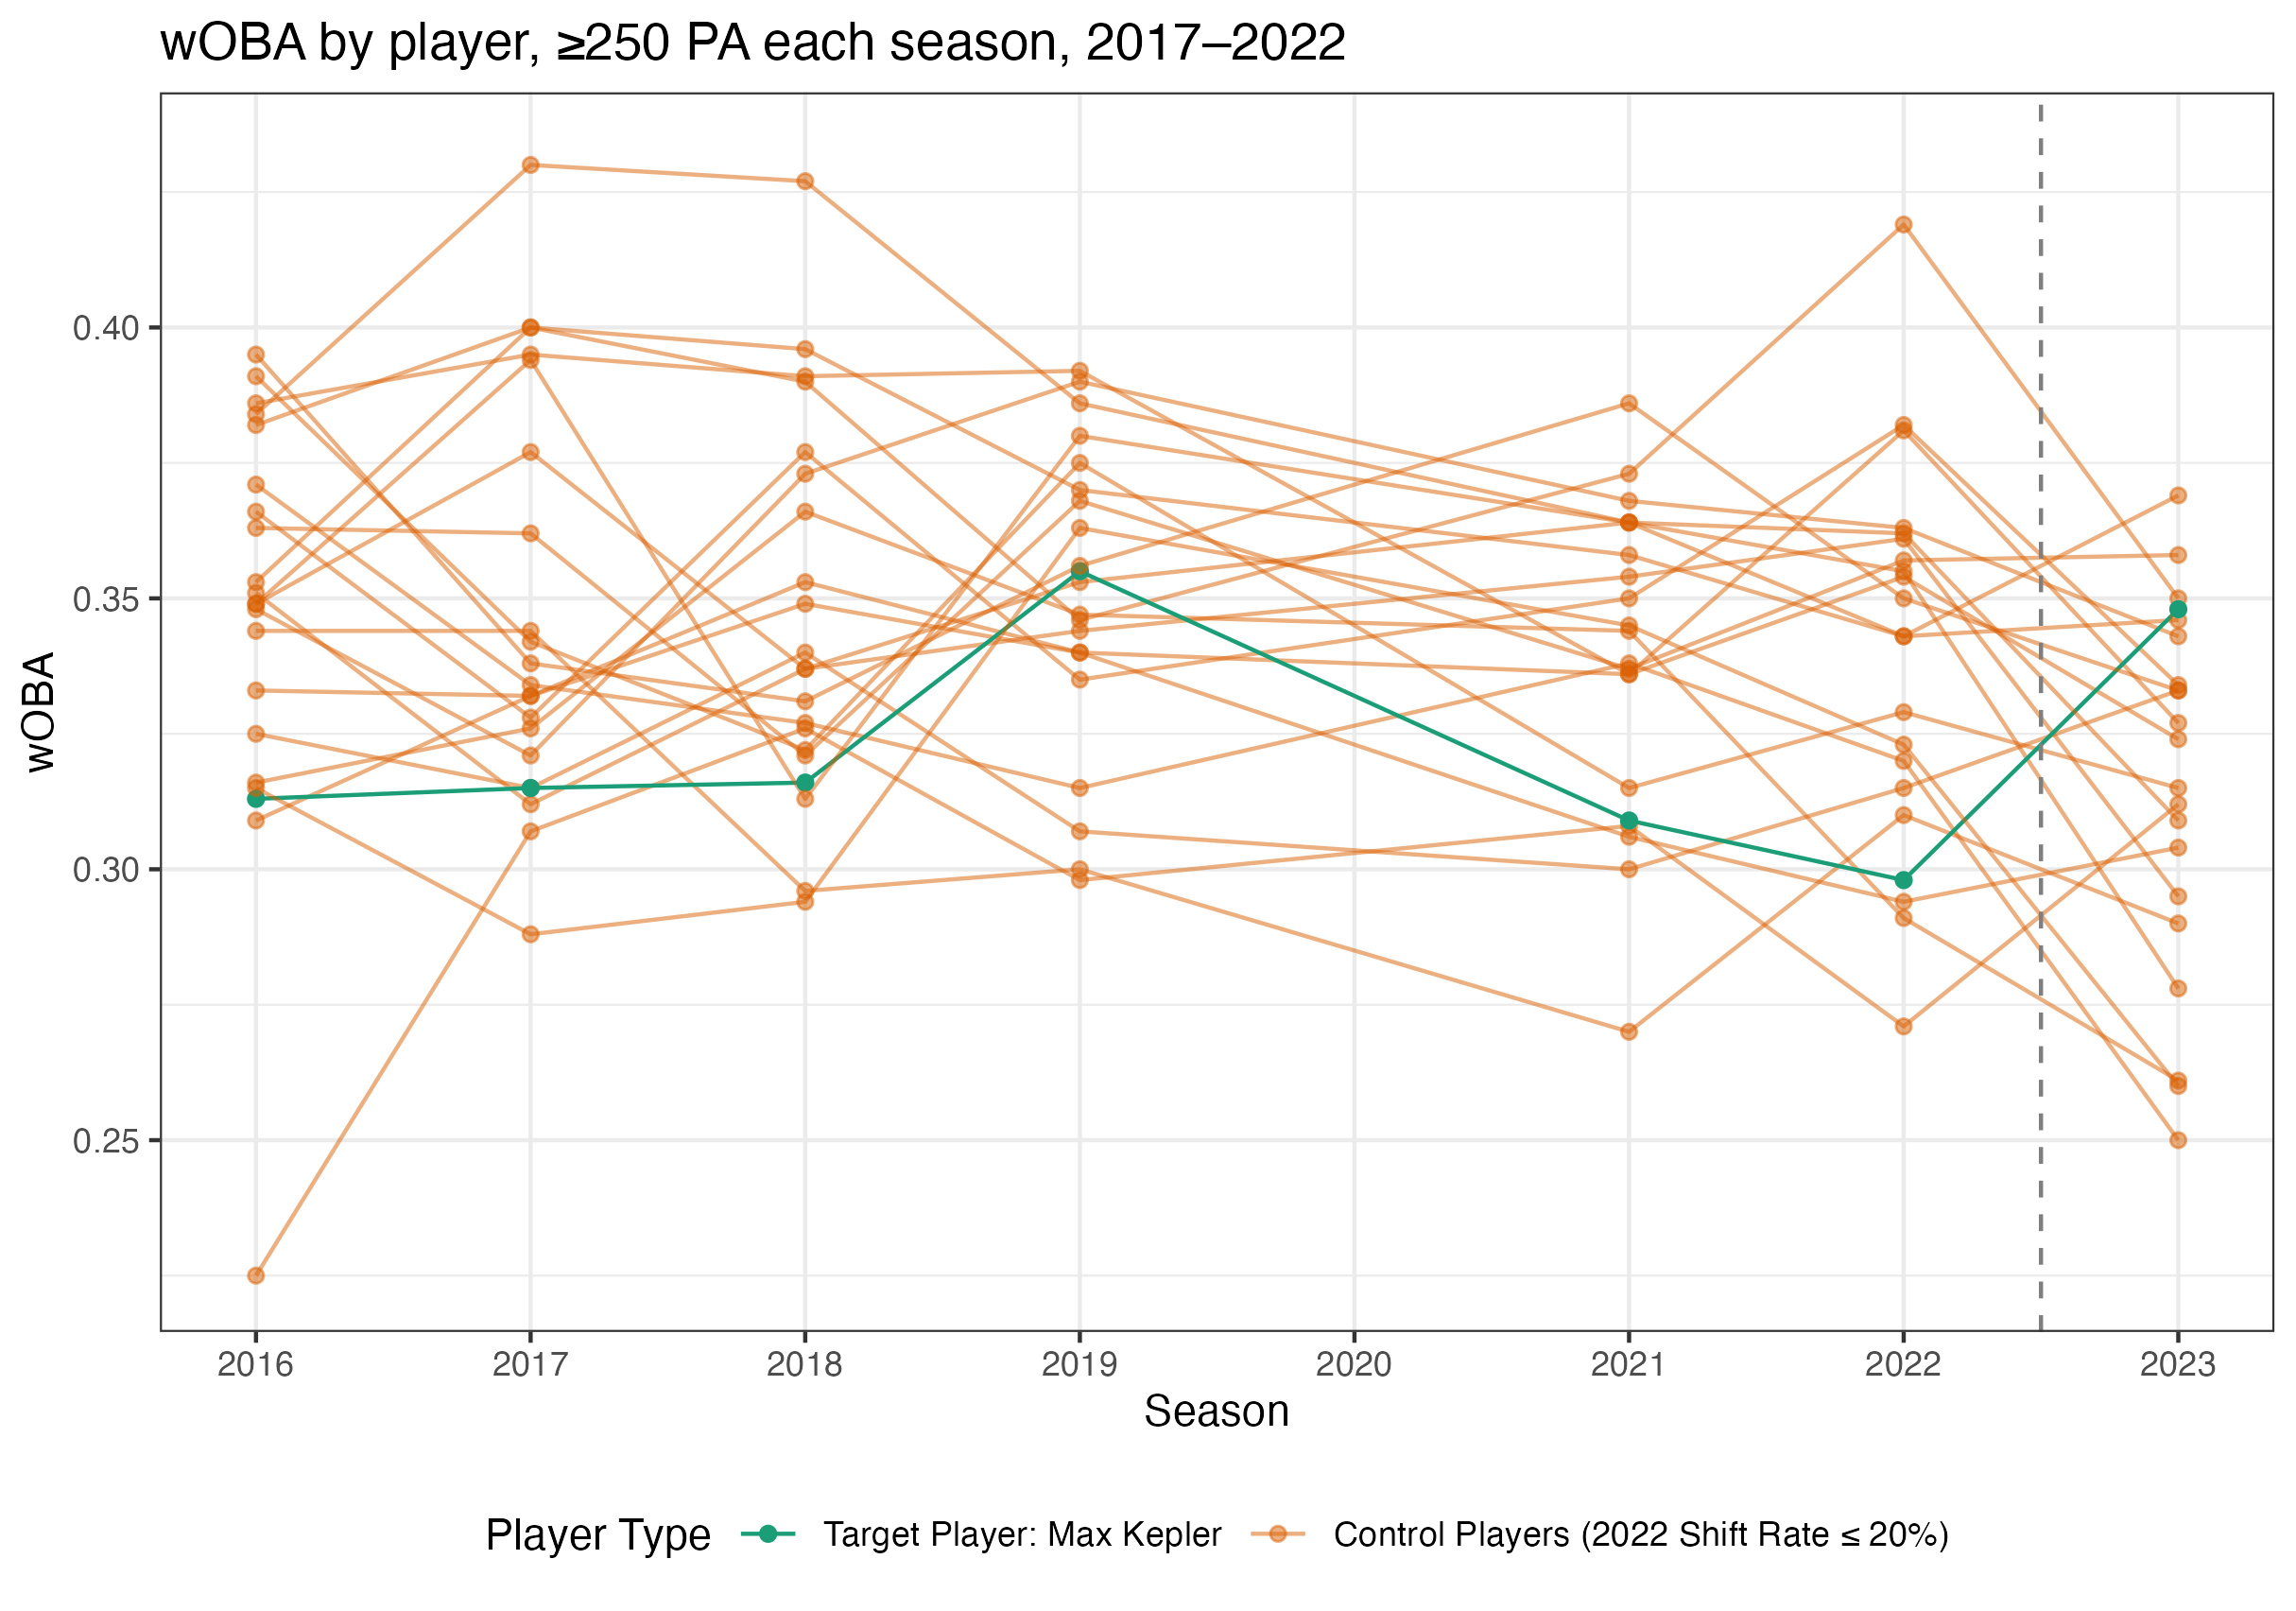 wOBA by player, ≥250 PA each season, 2017–2022
wOBA
0.40
0.35
0.30
0.25
2016 2017 2018 2019 2020 2021 2022 2023
Season
Player Type Target Player: Max Kepler Control Players (2022 Shift Rate ≤ 20%)